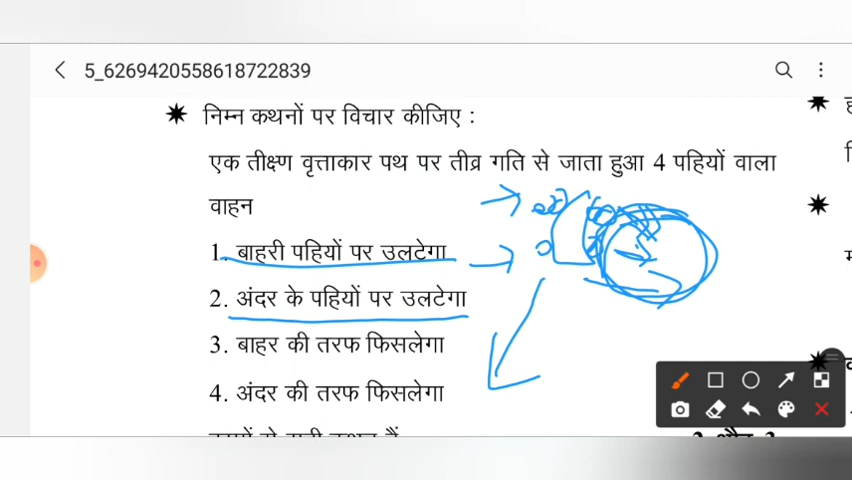 5_6269420558618722839
निम्न कथनों पर विचार कीजिए :
एक तीक्ष्ण वृत्ताकार पथ पर तीव्र गति से जाता हुआ 4 पहियों वाला
वाहन
1. बाहरी पहियों पर उलटेगा
2. अंदर के पहियों पर उलटेगा
3. बाहर की तरफ फिसलेगा
4. अंदर की तरफ फिसलेगा